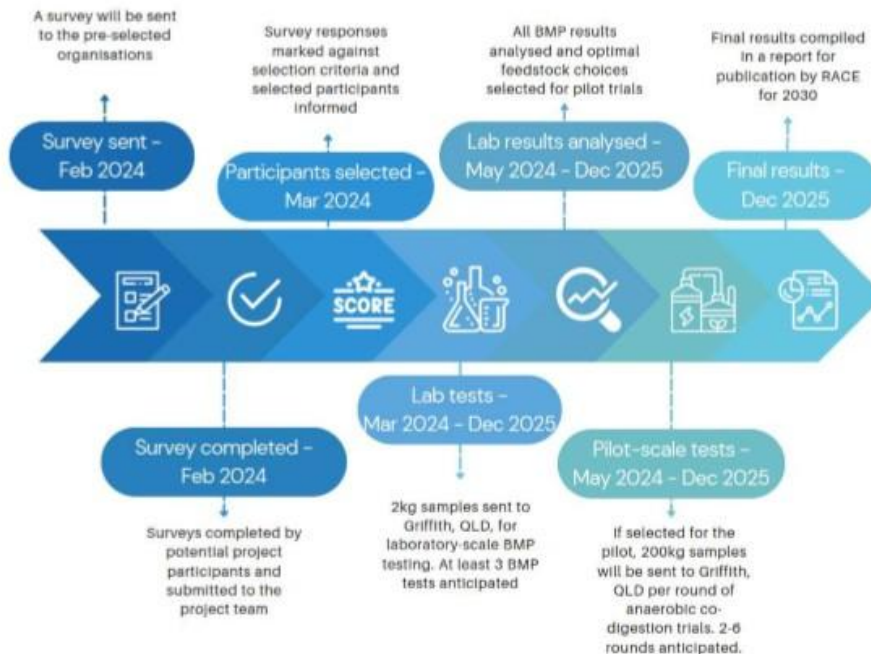 A survey will be sent
to the pre-selected
organisations
Survey sent –
Feb 2024
Survey responses
marked against
selection criteria and
selected participants
informed
Participants selected –
Mar 2024
All BMP results
analysed and optimal
feedstock choices
selected for pilot trials
Lab results analysed –
May 2024 – Dec 2025
Final results compiled
in a report for
publication by RACE
for 2030
Final results –
Dec 2025
SCORE
Survey completed –
Feb 2024
Surveys completed by
potential project
participants and
submitted to the
project team
Lab tests –
Mar 2024 – Dec 2025
2kg samples sent to
Griffith, QLD, for
laboratory-scale BMP
testing. At least 3 BMP
tests anticipated
Pilot-scale tests –
May 2024 – Dec 2025
If selected for the
pilot, 200kg samples
will be sent to Griffith,
QLD per round of
anaerobic co-
digestion trials. 2-6
rounds anticipated.